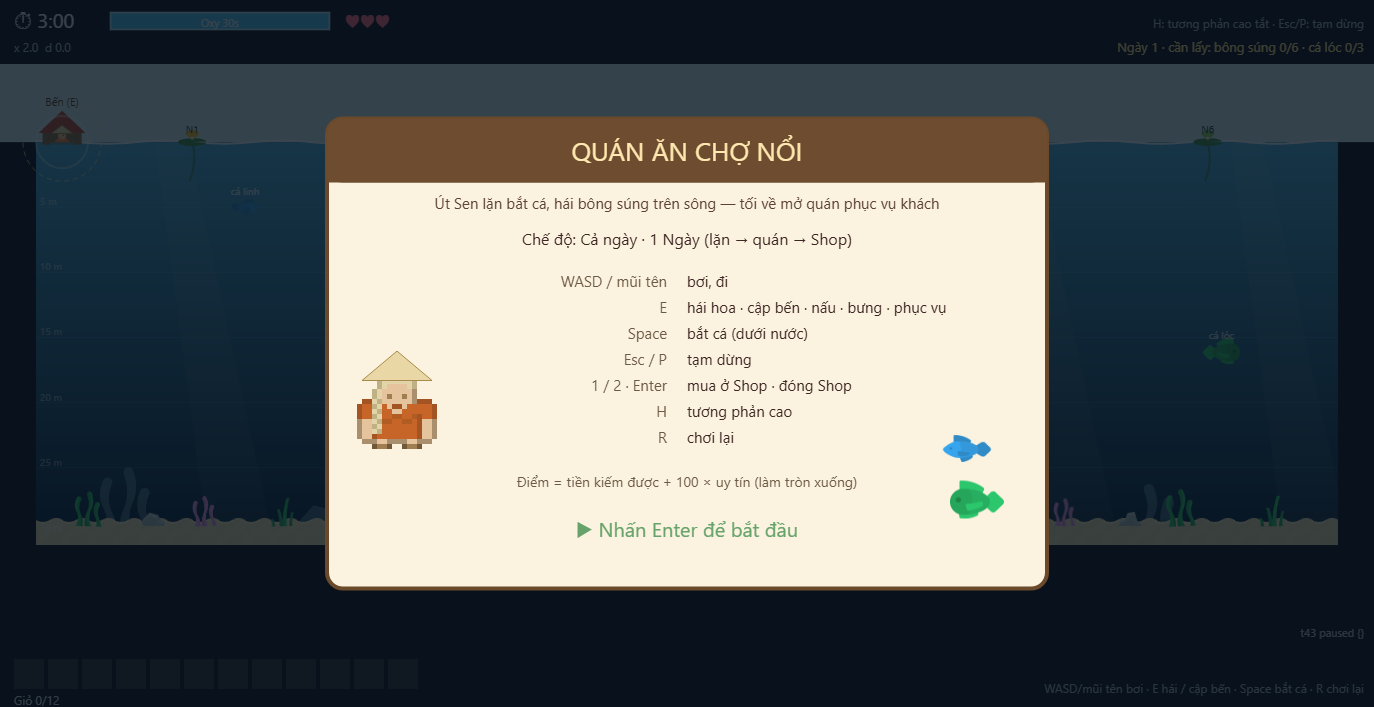 ⏱ 3:00
Oxy 30s
H: tương phản cao tắt · Esc/P: tạm dừng
x 2.0 d 0.0
Ngày 1 · cần lấy: bông súng 0/6 · cá lóc 0/3
Bến (E)
N1
N6
cá linh
5 m
10 m
15 m
20 m
25 m
cá lóc
QUÁN ĂN CHỢ NỔI
Út Sen lặn bắt cá, hái bông súng trên sông — tối về mở quán phục vụ khách
Chế độ: Cả ngày · 1 Ngày (lặn → quán → Shop)
WASD / mũi tên bơi, đi
E hái hoa · cập bến · nấu · bưng · phục vụ
Space bắt cá (dưới nước)
Esc / P tạm dừng
1 / 2 · Enter mua ở Shop · đóng Shop
H tương phản cao
R chơi lại
Điểm = tiền kiếm được + 100 × uy tín (làm tròn xuống)
▶ Nhấn Enter để bắt đầu
t43 paused {}
WASD/mũi tên bơi · E hái / cập bến · Space bắt cá · R chơi lại
Giỏ 0/12